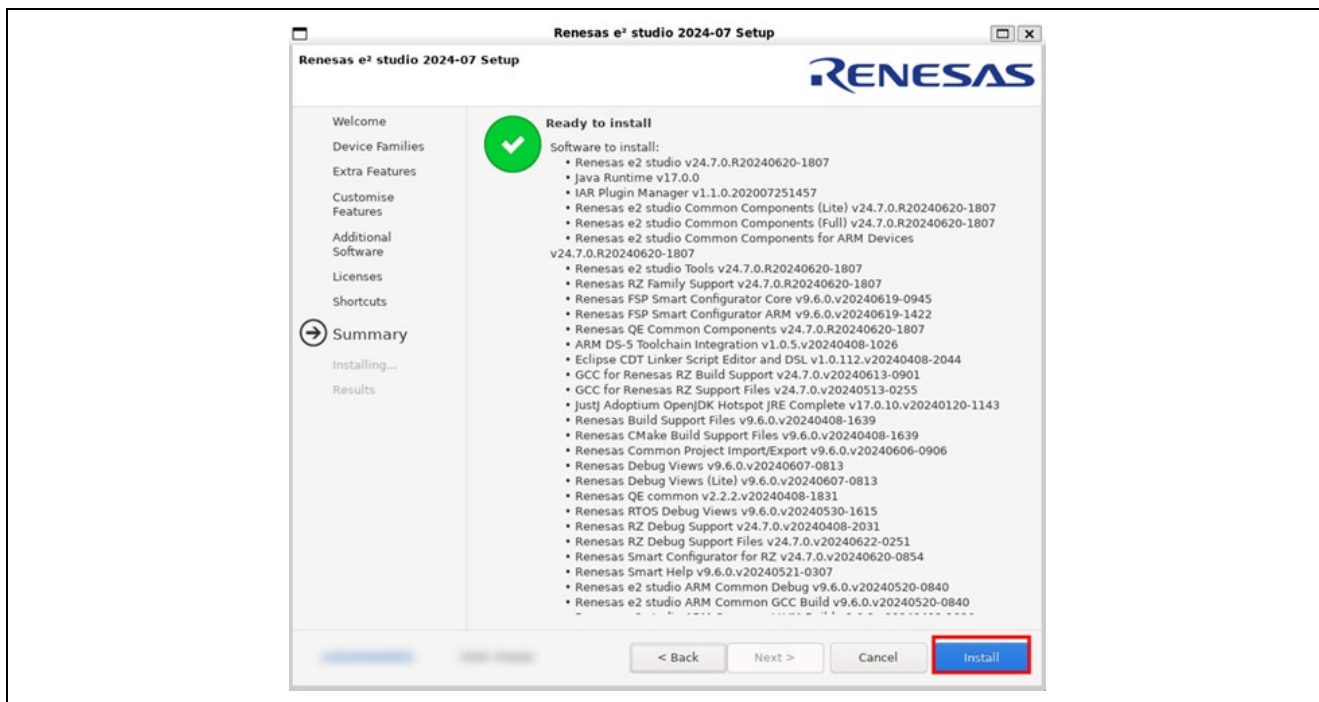 Renesas e² studio 2024-07 Setup
Renesas e² studio 2024-07 Setup
RENESAS
Welcome
Device Families
Extra Features
Customise
Features
Additional
Software
Licenses
Shortcuts
Summary
Installing...
Results
Ready to install
Software to install:
• Renesas e2 studio v24.7.0.R20240620-1807
• Java Runtime v17.0.0
• IAR Plugin Manager v1.1.0.202007251457
• Renesas e2 studio Common Components (Lite) v24.7.0.R20240620-1807
• Renesas e2 studio Common Components (Full) v24.7.0.R20240620-1807
• Renesas e2 studio Common Components for ARM Devices
v24.7.0.R20240620-1807
• Renesas e2 studio Tools v24.7.0.R20240620-1807
• Renesas RZ Family Support v24.7.0.R20240620-1807
• Renesas FSP Smart Configurator Core v9.6.0.v20240619-0945
• Renesas FSP Smart Configurator ARM v9.6.0.v20240619-1422
• Renesas QE Common Components v24.7.0.R20240620-1807
• ARM DS-5 Toolchain Integration v1.0.5.v20240408-1026
• Eclipse CDT Linker Script Editor and DSL v1.0.112.v20240408-2044
• GCC for Renesas RZ Build Support v24.7.0.v20240613-0901
• GCC for Renesas RZ Support Files v24.7.0.v20240513-0255
• JustJ Adoptium OpenJDK Hotspot JRE Complete v17.0.10.v20240120-1143
• Renesas Build Support Files v9.6.0.v20240408-1639
• Renesas CMake Build Support Files v9.6.0.v20240408-1639
• Renesas Common Project Import/Export v9.6.0.v20240606-0906
• Renesas Debug Views v9.6.0.v20240607-0813
• Renesas Debug Views (Lite) v9.6.0.v20240607-0813
• Renesas QE common v2.2.2.v20240408-1831
• Renesas RTOS Debug Views v9.6.0.v20240530-1615
• Renesas RZ Debug Support v24.7.0.v20240408-2031
• Renesas RZ Debug Support Files v24.7.0.v20240622-0251
• Renesas Smart Configurator for RZ v24.7.0.v20240620-0854
• Renesas Smart Help v9.6.0.v20240521-0307
• Renesas e2 studio ARM Common Debug v9.6.0.v20240520-0840
• Renesas e2 studio ARM Common GCC Build v9.6.0.v20240520-0840
< Back
Next >
Cancel
Install